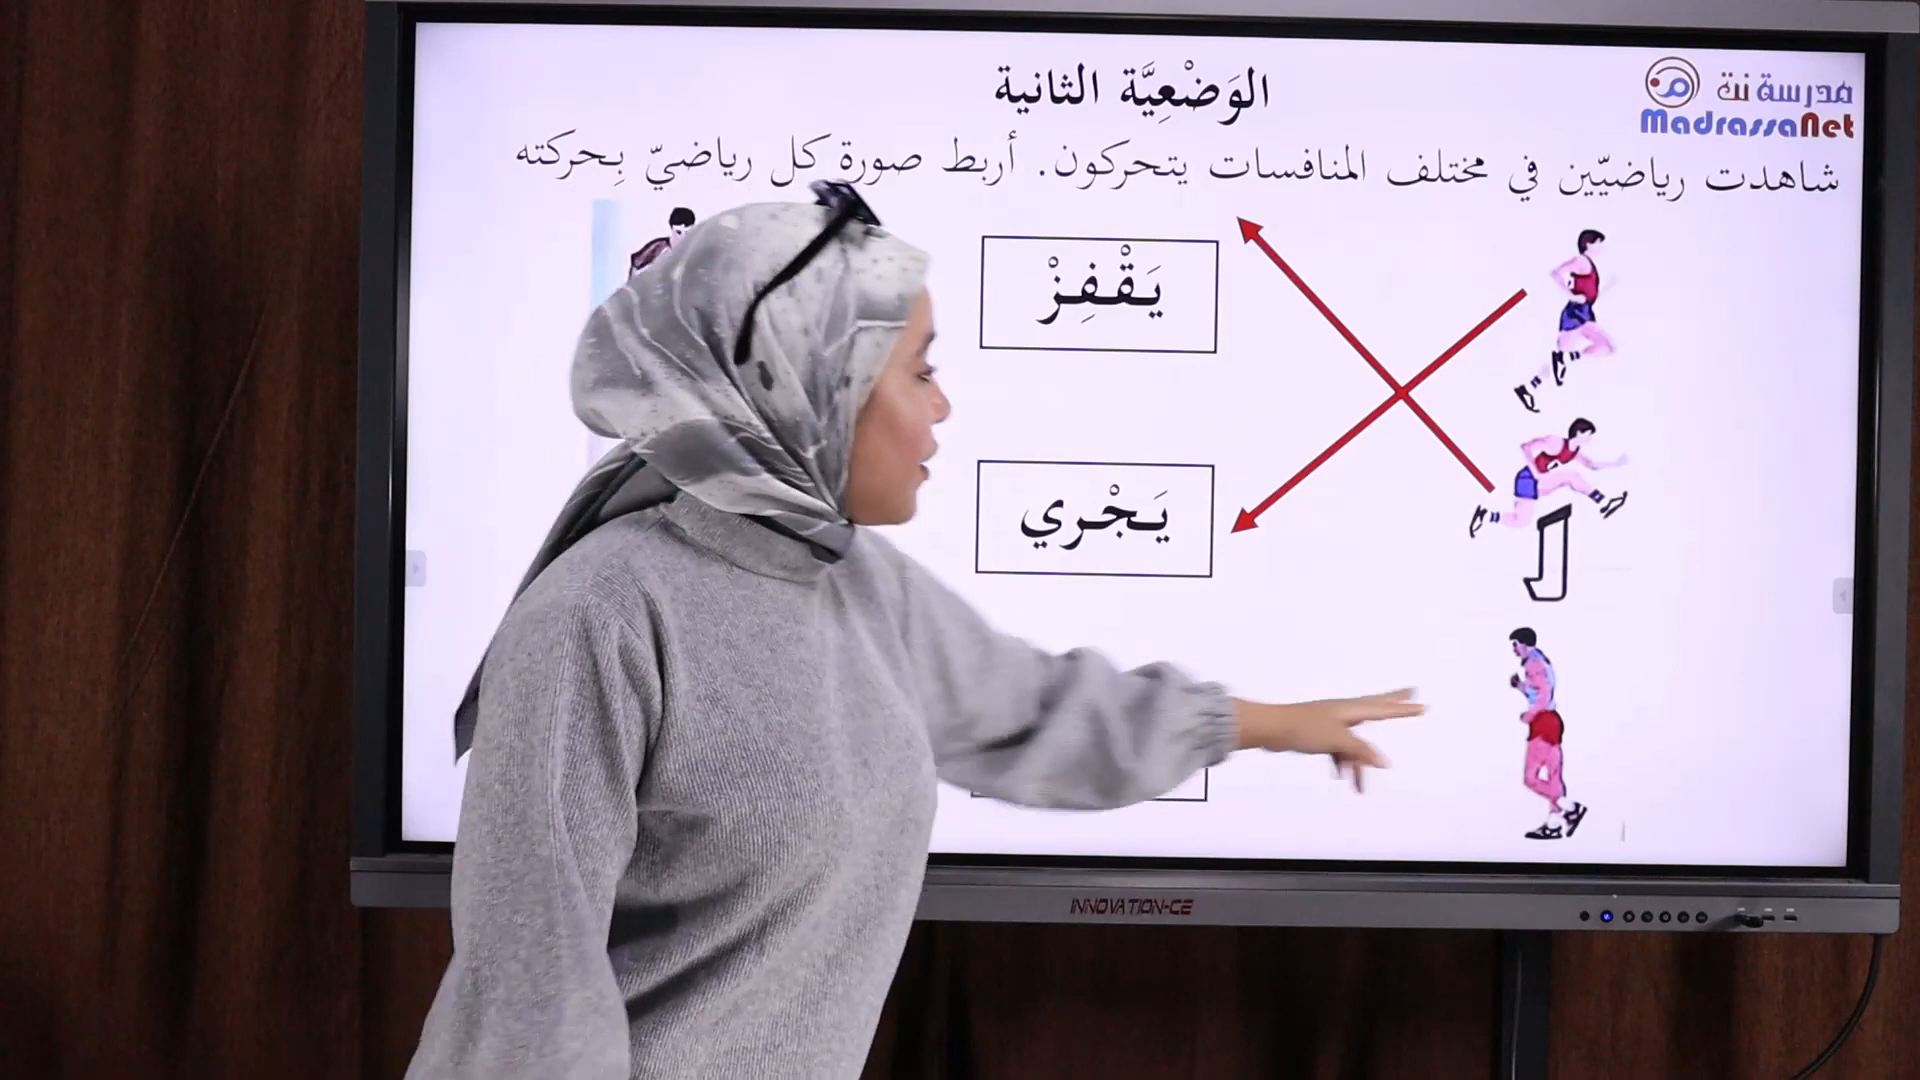 الوَضْعِيَّة الثانية
مدرسة نت
MadrassaNet
شاهدت رياضيّين في مختلف المنافسات يتحركون. أربط صورة كل رياضيّ بِحركته
يَقْفِزْ
يَجْري
INNOVATION-CE